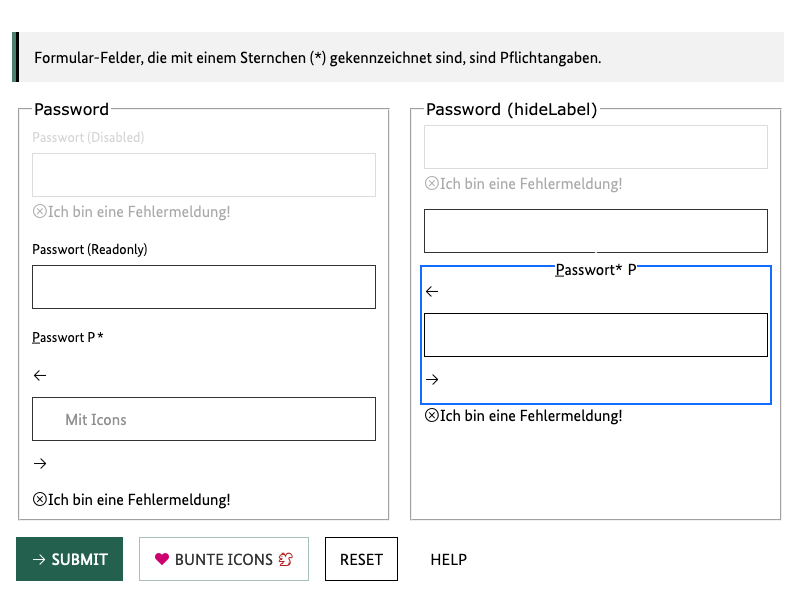 Formular-Felder, die mit einem Sternchen (*) gekennzeichnet sind, sind Pflichtangaben.
Password
Passwort (Disabled)
Ich bin eine Fehlermeldung!
Passwort (Readonly)
Passwort P *
Mit Icons
Ich bin eine Fehlermeldung!
Password (hideLabel)
Ich bin eine Fehlermeldung!
Passwort* P
Ich bin eine Fehlermeldung!
SUBMIT
BUNTE ICONS
RESET
HELP